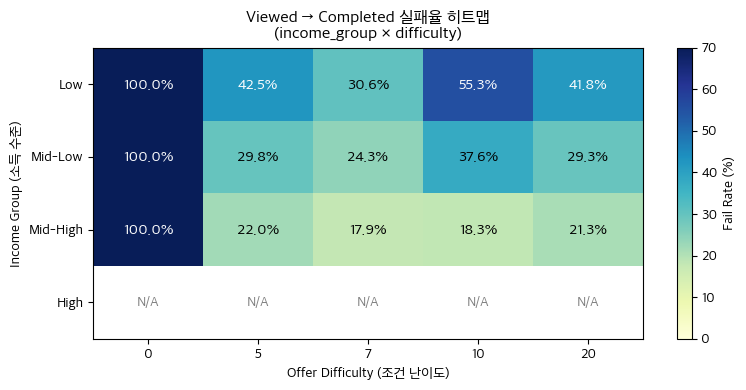 Viewed → Completed 실패율 히트맵
(income_group × difficulty)
Income Group (소득 수준)
Low 100.0% 42.5% 30.6% 55.3% 41.8%
Mid-Low 100.0% 29.8% 24.3% 37.6% 29.3%
Mid-High 100.0% 22.0% 17.9% 18.3% 21.3%
High N/A N/A N/A N/A N/A
0 5 7 10 20
Offer Difficulty (조건 난이도)
70
60
50
40
30
20
10
0
Fail Rate (%)